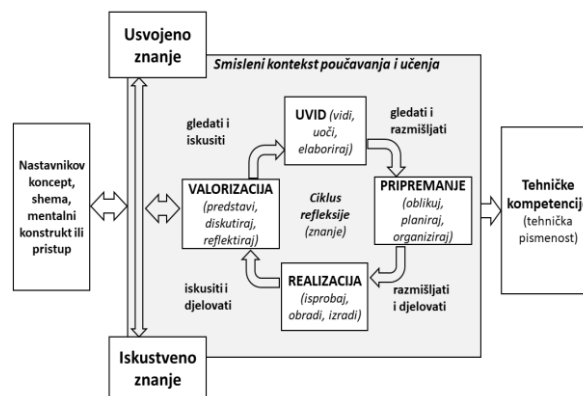 Usvojeno
znanje
Smisleni kontekst poučavanja i učenja
gledati i
iskusiti
UVID (vidi,
uoči,
elaboriraj)
gledati i
razmišljati
Nastavnikov
koncept,
shema,
mentalni
konstrukt ili
pristup
VALORIZACIJA
(predstavi,
diskutiraj,
reflektiraj)
Ciklus
refleksije
(znanje)
PRIPREMANJE
(oblikuj,
planiraj,
organiziraj)
Tehničke
kompetencije
(tehnička
pismenost)
iskusiti i
djelovati
REALIZACIJA
(isprobaj,
obradi, izradi)
razmišljati
i djelovati
Iskustveno
znanje